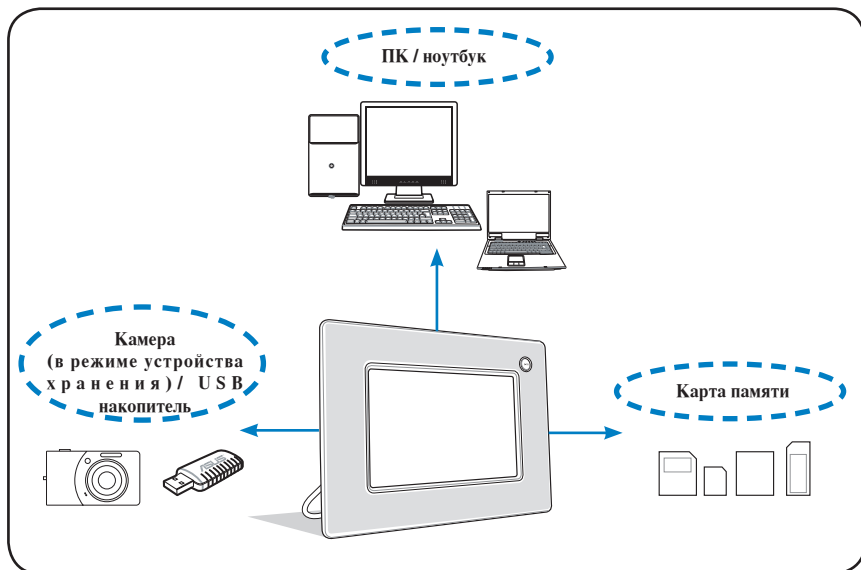 ПК / ноутбук
Камера
(в режиме устройства
хранения) / USB
накопитель
Карта памяти